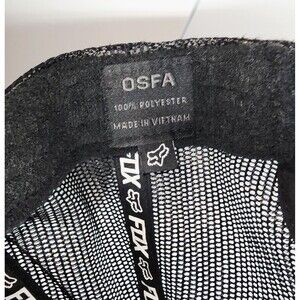 OSFA
100% POLYESTER
MADE IN VIETNAM
FOX
FOX
FOX